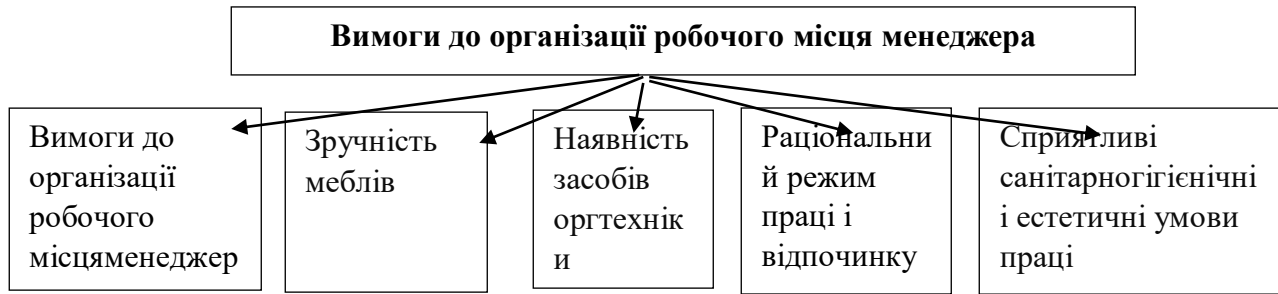 Вимоги до організації робочого місця менеджера
Вимоги до
організації
робочого
місцяменеджер
Зручність
меблів
Наявність
засобів
оргтехнік
и
Раціональни
й режим
праці і
відпочинку
Сприятливі
санітарногігієнічні
і естетичні умови
праці